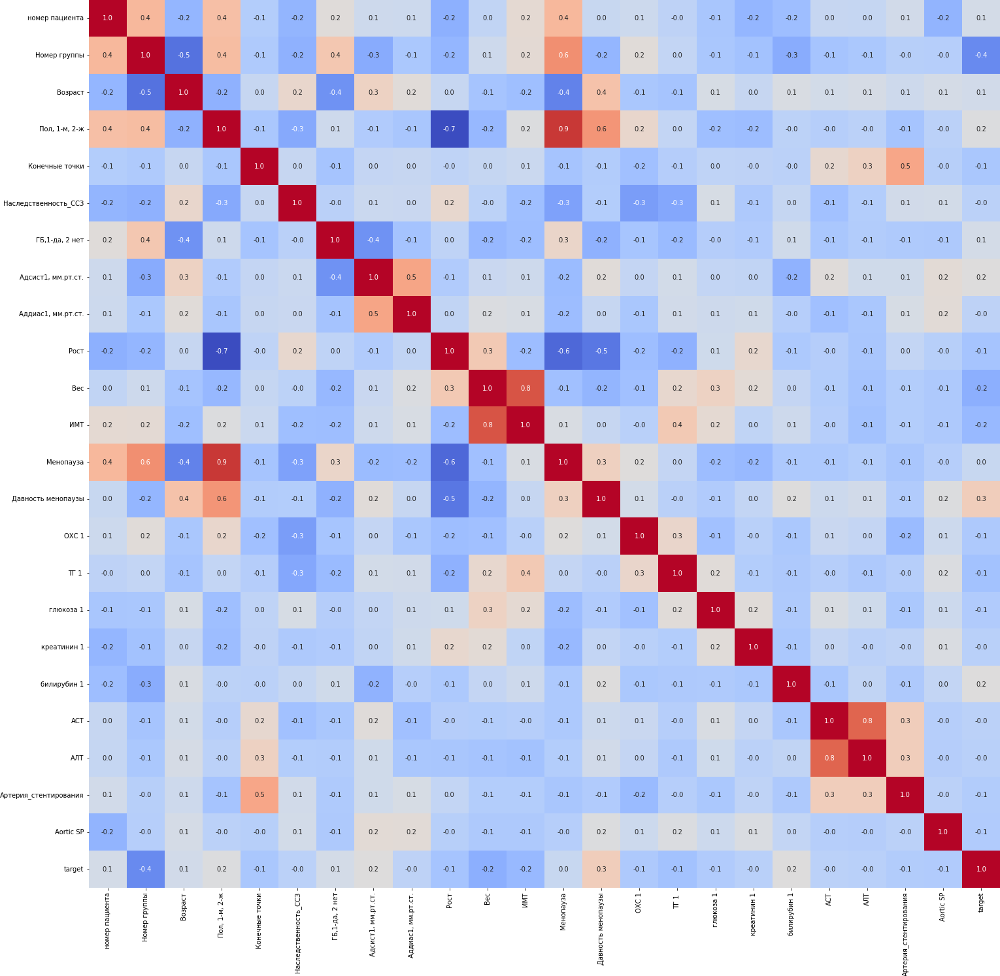 номер пациента 1.0 0.4 -0.2 0.4 -0.1 -0.2 0.2 0.1 0.1 -0.2 0.0 0.2 0.4 0.0 0.1 -0.0 -0.1 -0.2 -0.2 0.0 0.0 0.1 -0.2 0.1
Номер группы 0.4 1.0 -0.5 0.4 -0.1 -0.2 0.4 -0.3 -0.1 -0.2 0.1 0.2 0.6 -0.2 0.2 0.0 -0.1 -0.1 -0.3 -0.1 -0.1 -0.0 -0.0 -0.4
Возраст -0.2 -0.5 1.0 -0.2 0.0 0.2 -0.4 0.3 0.2 0.0 -0.1 -0.2 -0.4 0.4 -0.1 -0.1 0.1 0.0 0.1 0.1 0.1 0.1 0.1 0.1
Пол, 1-м, 2-ж 0.4 0.4 -0.2 1.0 -0.1 -0.3 0.1 -0.1 -0.1 -0.7 -0.2 0.2 0.9 0.6 0.2 0.0 -0.2 -0.2 -0.0 -0.0 -0.0 -0.1 -0.0 0.2
Конечные точки -0.1 -0.1 0.0 -0.1 1.0 0.0 -0.1 0.0 0.0 -0.0 0.0 0.1 -0.1 -0.1 -0.2 -0.1 0.0 -0.0 -0.0 0.2 0.3 0.5 -0.0 -0.1
Наследственность_ССЗ -0.2 -0.2 0.2 -0.3 0.0 1.0 -0.0 0.1 0.0 0.2 -0.0 -0.2 -0.3 -0.1 -0.3 -0.3 0.1 -0.1 0.0 -0.1 -0.1 0.1 0.1 -0.0
ГБ,1-да, 2 нет 0.2 0.4 -0.4 0.1 -0.1 -0.0 1.0 -0.4 -0.1 0.0 -0.2 -0.2 0.3 -0.2 -0.1 -0.2 -0.0 -0.1 0.1 -0.1 -0.1 -0.1 -0.1 0.1
Адсист1, мм.рт.ст. 0.1 -0.3 0.3 -0.1 0.0 0.1 -0.4 1.0 0.5 -0.1 0.1 0.1 -0.2 0.2 0.0 0.1 0.0 0.0 -0.2 0.2 0.1 0.1 0.2 0.2
Аддиас1, мм.рт.ст. 0.1 -0.1 0.2 -0.1 0.0 0.0 -0.1 0.5 1.0 0.0 0.2 0.1 -0.2 0.0 -0.1 0.1 0.1 0.1 -0.0 -0.1 -0.1 0.1 0.2 -0.0
Рост -0.2 -0.2 0.0 -0.7 -0.0 0.2 0.0 -0.1 0.0 1.0 0.3 -0.2 -0.6 -0.5 -0.2 -0.2 0.1 0.2 -0.1 -0.0 -0.1 0.0 -0.0 -0.1
Вес 0.0 0.1 -0.1 -0.2 0.0 -0.0 -0.2 0.1 0.2 0.3 1.0 0.8 -0.1 -0.2 -0.1 0.2 0.3 0.2 0.0 -0.1 -0.1 -0.1 -0.1 -0.2
ИМТ 0.2 0.2 -0.2 0.2 0.1 -0.2 -0.2 0.1 0.1 -0.2 0.8 1.0 0.1 0.0 -0.0 0.4 0.2 0.0 0.1 -0.0 -0.1 -0.1 -0.1 -0.2
Менопауза 0.4 0.6 -0.4 0.9 -0.1 -0.3 0.3 -0.2 -0.2 -0.6 -0.1 0.1 1.0 0.3 0.2 0.0 -0.2 -0.2 -0.1 -0.1 -0.1 -0.1 -0.0 0.0
Давность менопаузы 0.0 -0.2 0.4 0.6 -0.1 -0.1 -0.2 0.2 0.0 -0.5 -0.2 0.0 0.3 1.0 0.1 -0.0 -0.1 0.0 0.2 0.1 0.1 -0.1 0.2 0.3
ОХС 1 0.1 0.2 -0.1 0.2 -0.2 -0.3 -0.1 0.0 -0.1 -0.2 -0.1 -0.0 0.2 0.1 1.0 0.3 -0.1 -0.0 -0.1 0.1 0.0 -0.2 0.1 -0.1
ТГ 1 -0.0 0.0 -0.1 0.0 -0.1 -0.3 -0.2 0.1 0.1 -0.2 0.2 0.4 0.0 -0.0 0.3 1.0 0.2 -0.1 -0.1 -0.0 -0.1 -0.0 0.2 -0.1
глюкоза 1 -0.1 -0.1 0.1 -0.2 0.0 0.1 -0.0 0.0 0.1 0.1 0.3 0.2 -0.2 -0.1 -0.1 0.2 1.0 0.2 -0.1 0.1 0.1 -0.1 0.1 -0.1
креатинин 1 -0.2 -0.1 0.0 -0.2 -0.0 -0.1 -0.1 0.0 0.1 0.2 0.2 0.0 -0.2 0.0 -0.0 -0.1 0.2 1.0 -0.1 0.0 -0.0 -0.0 0.1 -0.0
билирубин 1 -0.2 -0.3 0.1 -0.0 -0.0 0.0 0.1 -0.2 -0.0 -0.1 0.0 0.1 -0.1 0.2 -0.1 -0.1 -0.1 -0.1 1.0 -0.1 0.0 -0.1 0.0 0.2
АСТ 0.0 -0.1 0.1 -0.0 0.2 -0.1 -0.1 0.2 -0.1 -0.0 -0.1 -0.0 -0.1 0.1 0.1 -0.0 0.1 0.0 -0.1 1.0 0.8 0.3 -0.0 -0.0
АЛТ 0.0 -0.1 0.1 -0.0 0.3 -0.1 -0.1 0.1 -0.1 -0.1 -0.1 -0.1 -0.1 0.1 0.0 -0.1 0.1 -0.0 0.0 0.8 1.0 0.3 -0.0 -0.0
Артерия_стентирования 0.1 -0.0 0.1 -0.1 0.5 0.1 -0.1 0.1 0.1 0.0 -0.1 -0.1 -0.1 -0.1 -0.2 -0.0 -0.1 -0.0 -0.1 0.3 0.3 1.0 -0.0 -0.1
Aortic SP -0.2 -0.0 0.1 -0.0 -0.0 0.1 -0.1 0.2 0.2 -0.0 -0.1 -0.1 -0.0 0.2 0.1 0.2 0.1 0.1 0.0 -0.0 -0.0 -0.0 1.0 -0.1
target 0.1 -0.4 0.1 0.2 -0.1 -0.0 0.1 0.2 -0.0 -0.1 -0.2 -0.2 0.0 0.3 -0.1 -0.1 -0.1 -0.0 0.2 -0.0 -0.0 -0.1 -0.1 1.0
номер пациента
Номер группы
Возраст
Пол, 1-м, 2-ж
Конечные точки
Наследственность_ССЗ
ГБ,1-да, 2 нет
Адсист1, мм.рт.ст.
Аддиас1, мм.рт.ст.
Рост
Вес
ИМТ
Менопауза
Давность менопаузы
ОХС 1
ТГ 1
глюкоза 1
креатинин 1
билирубин 1
АСТ
АЛТ
Артерия_стентирования
Aortic SP
target